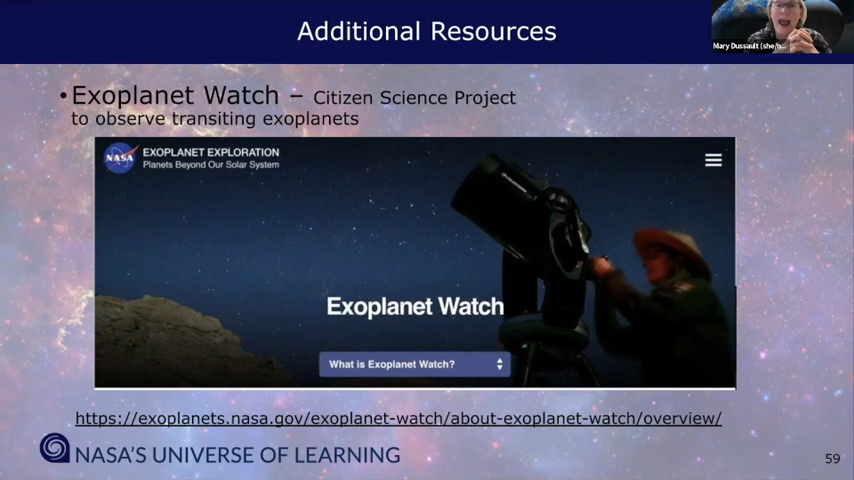 Additional Resources
Mary Dussault (she/h...
• Exoplanet Watch – Citizen Science Project
to observe transiting exoplanets
NASA
EXOPLANET EXPLORATION
Planets Beyond Our Solar System
Exoplanet Watch
What is Exoplanet Watch?
https://exoplanets.nasa.gov/exoplanet-watch/about-exoplanet-watch/overview/
NASA'S UNIVERSE OF LEARNING
59